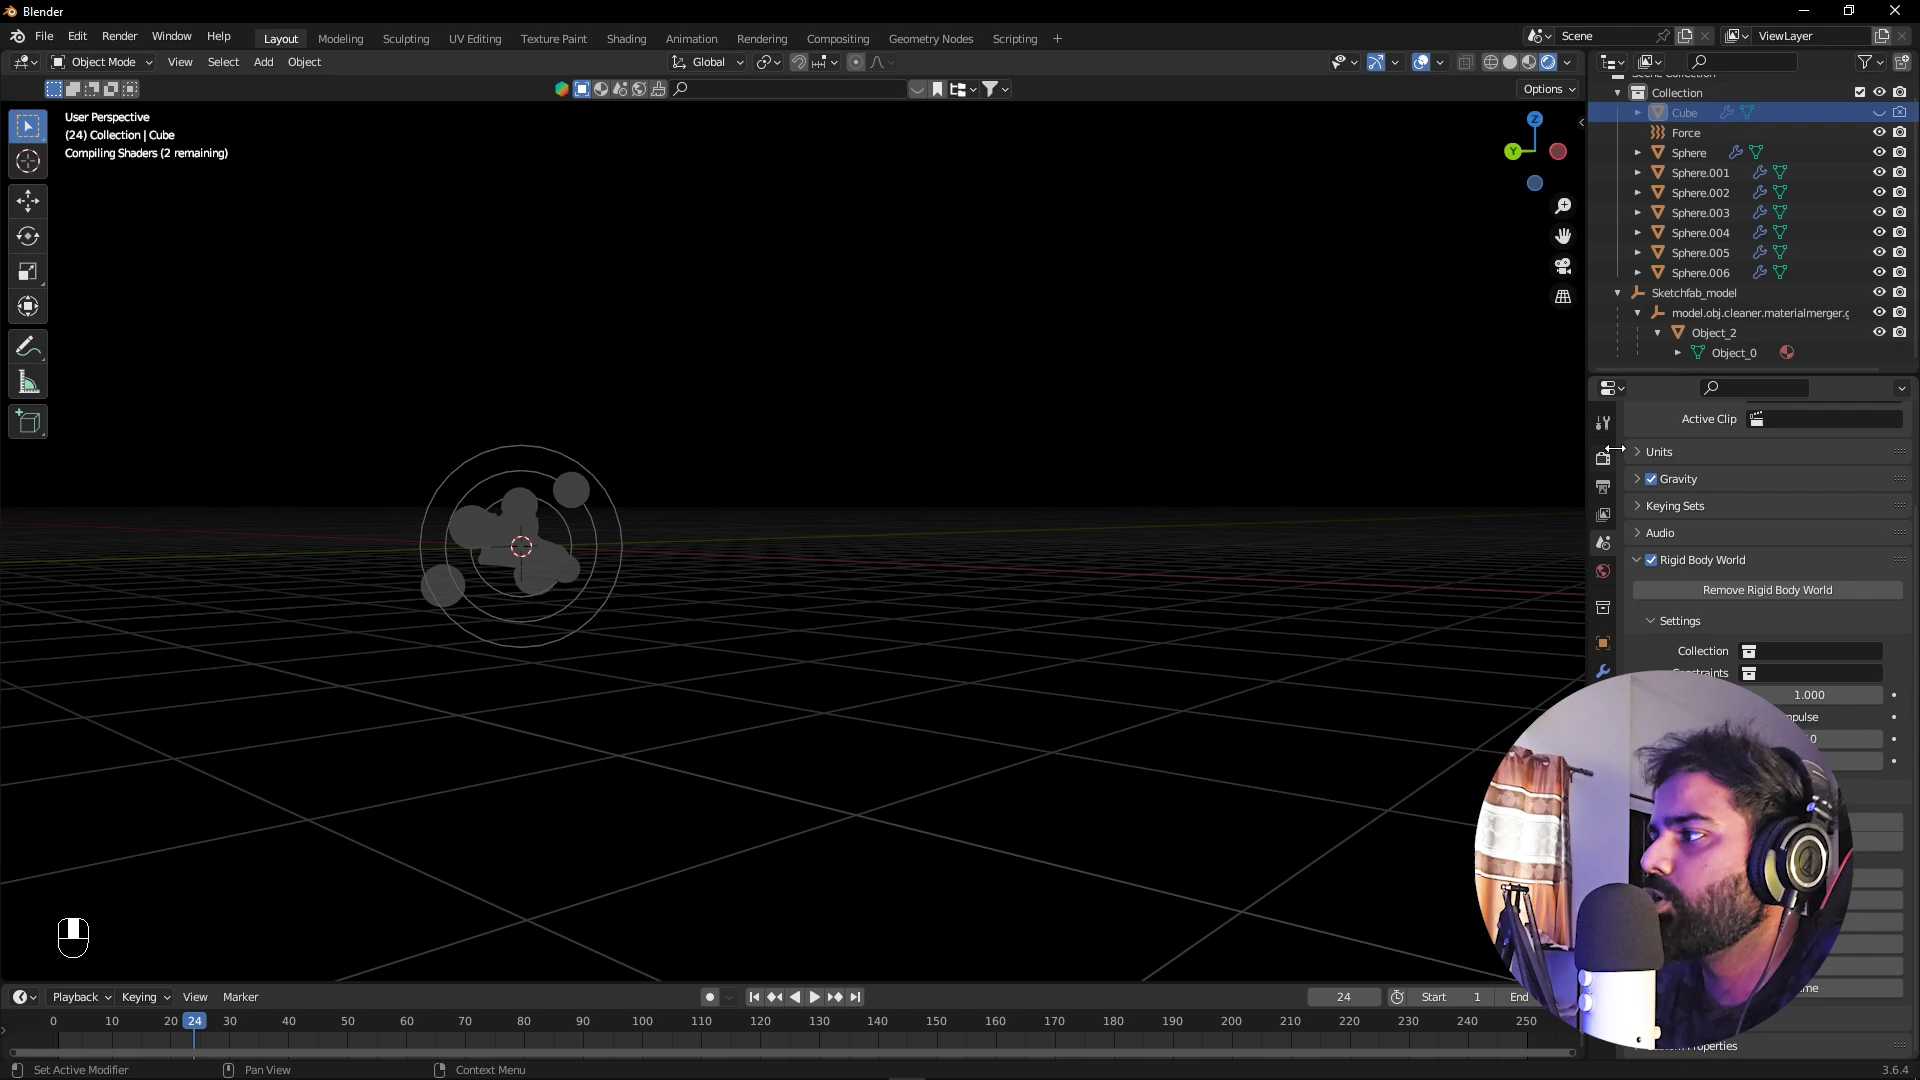 Blender
File Edit Render Window Help
Layout Modeling Sculpting UV Editing Texture Paint Shading Animation Rendering Compositing Geometry Nodes Scripting +
Scene
ViewLayer
Object Mode View Select Add Object
Global
Options
User Perspective
(24) Collection | Cube
Compiling Shaders (2 remaining)
Z
Y
Collection
Cube
Force
Sphere
Sphere.001
Sphere.002
Sphere.003
Sphere.004
Sphere.005
Sphere.006
Sketchfab_model
model.obj.cleaner.materialmerger.g
Object_2
Object_0
Active Clip
Units
Gravity
Keying Sets
Audio
Rigid Body World
Remove Rigid Body World
Settings
Collection
1.000
Playback Keying View Marker
24
Start 1 End
0 10 20 24 30 40 50 60 70 80 90 100 110 120 130 140 150 160 170 180 190 200 210 220 230 240 250
Set Active Modifier Pan View Context Menu
3.6.4